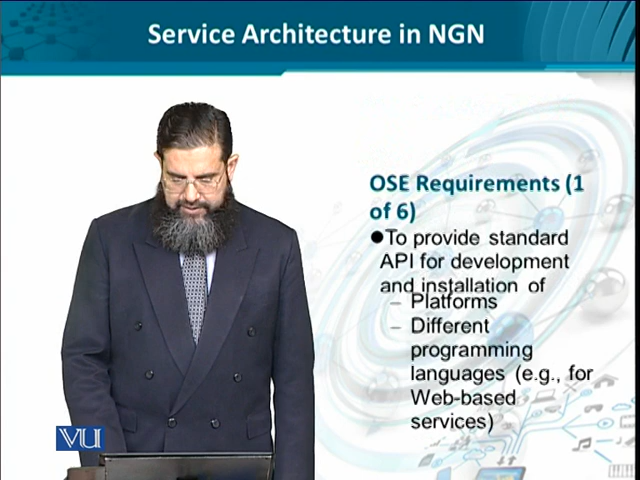 Service Architecture in NGN
OSE Requirements (1
of 6)
●To provide standard
API for development
and installation of
– Platforms
– Different
programming
languages (e.g., for
Web-based
services)
VU